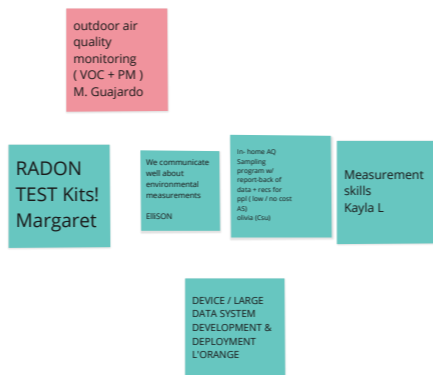 outdoor air
quality
monitoring
( VOC + PM )
M. Guajardo
RADON
TEST Kits!
Margaret
We communicate
well about
environmental
measurements
EllISON
In- home AQ
Sampling
program w/
report-back of
data + recs for
ppl ( low / no cost
AS)
olivia (Csu)
Measurement
skills
Kayla L
DEVICE / LARGE
DATA SYSTEM
DEVELOPMENT &
DEPLOYMENT
L'ORANGE